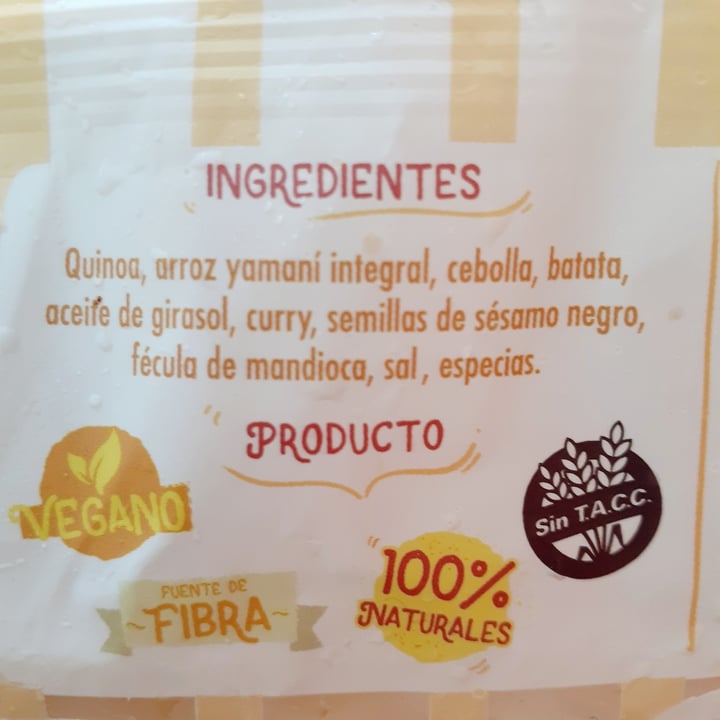 INGREDIENTES
Quinoa, arroz yamaní integral, cebolla, batata,
aceite de girasol, curry, semillas de sésamo negro,
fécula de mandioca, sal, especias.
PRODUCTO
VEGANO
Sin T.A.C.C.
FUENTE DE
~FIBRA~
100%
NATURALES